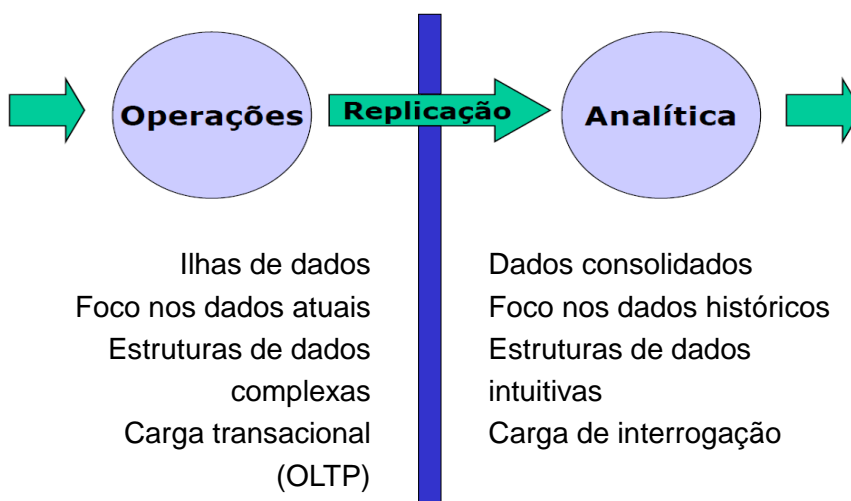 Operações
Replicação
Analítica
Ilhas de dados
Foco nos dados atuais
Estruturas de dados
complexas
Carga transacional
(OLTP)
Dados consolidados
Foco nos dados históricos
Estruturas de dados
intuitivas
Carga de interrogação